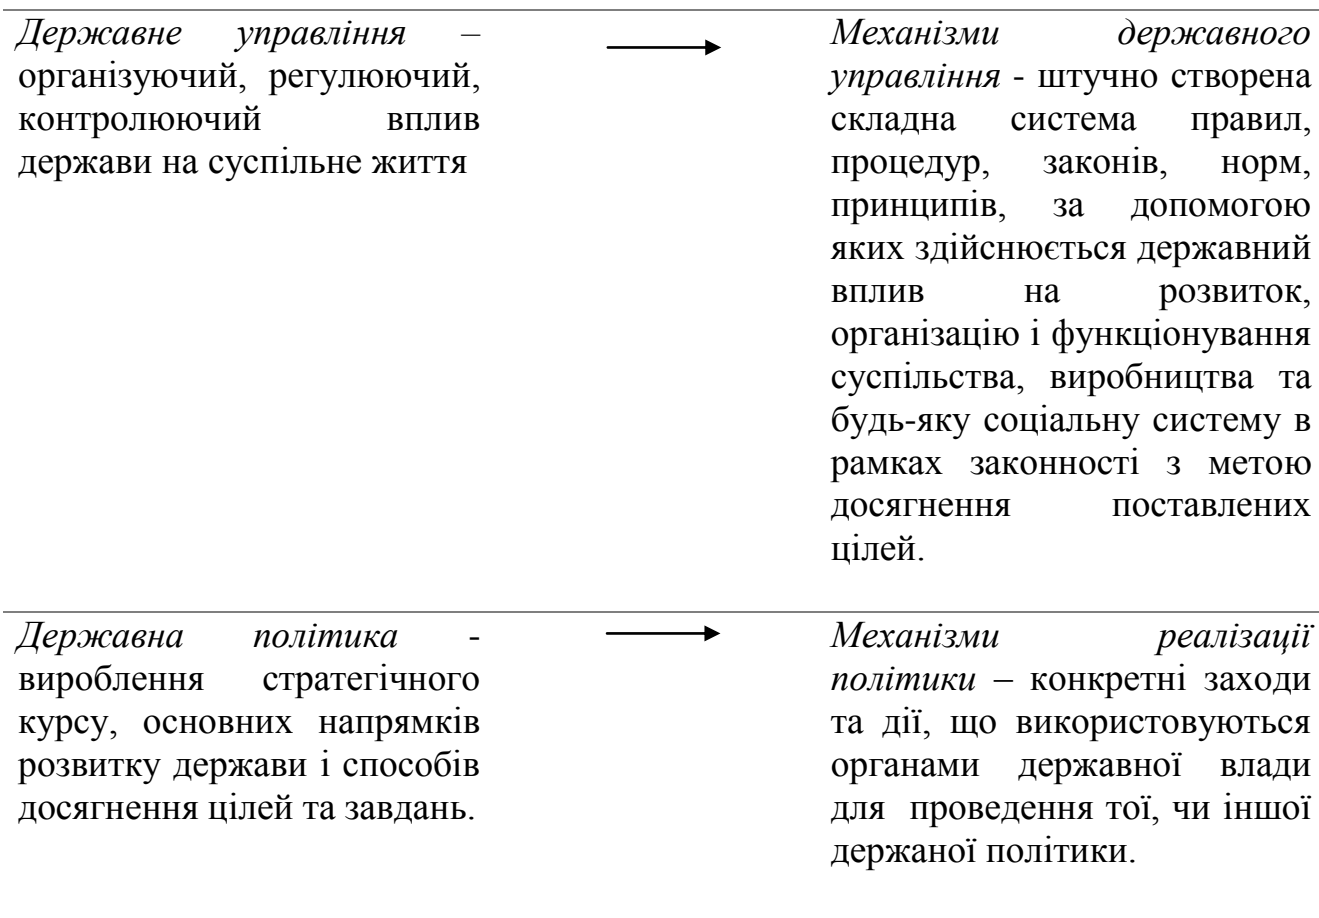 Державне управління –
організуючий, регулюючий,
контролюючий вплив
держави на суспільне життя
Механізми державного
управління - штучно створена
складна система правил,
процедур, законів, норм,
принципів, за допомогою
яких здійснюється державний
вплив на розвиток,
організацію і функціонування
суспільства, виробництва та
будь-яку соціальну систему в
рамках законності з метою
досягнення поставлених
цілей.
Державна політика -
вироблення стратегічного
курсу, основних напрямків
розвитку держави і способів
досягнення цілей та завдань.
Механізми реалізації
політики – конкретні заходи
та дії, що використовуються
органами державної влади
для проведення тої, чи іншої
держаної політики.